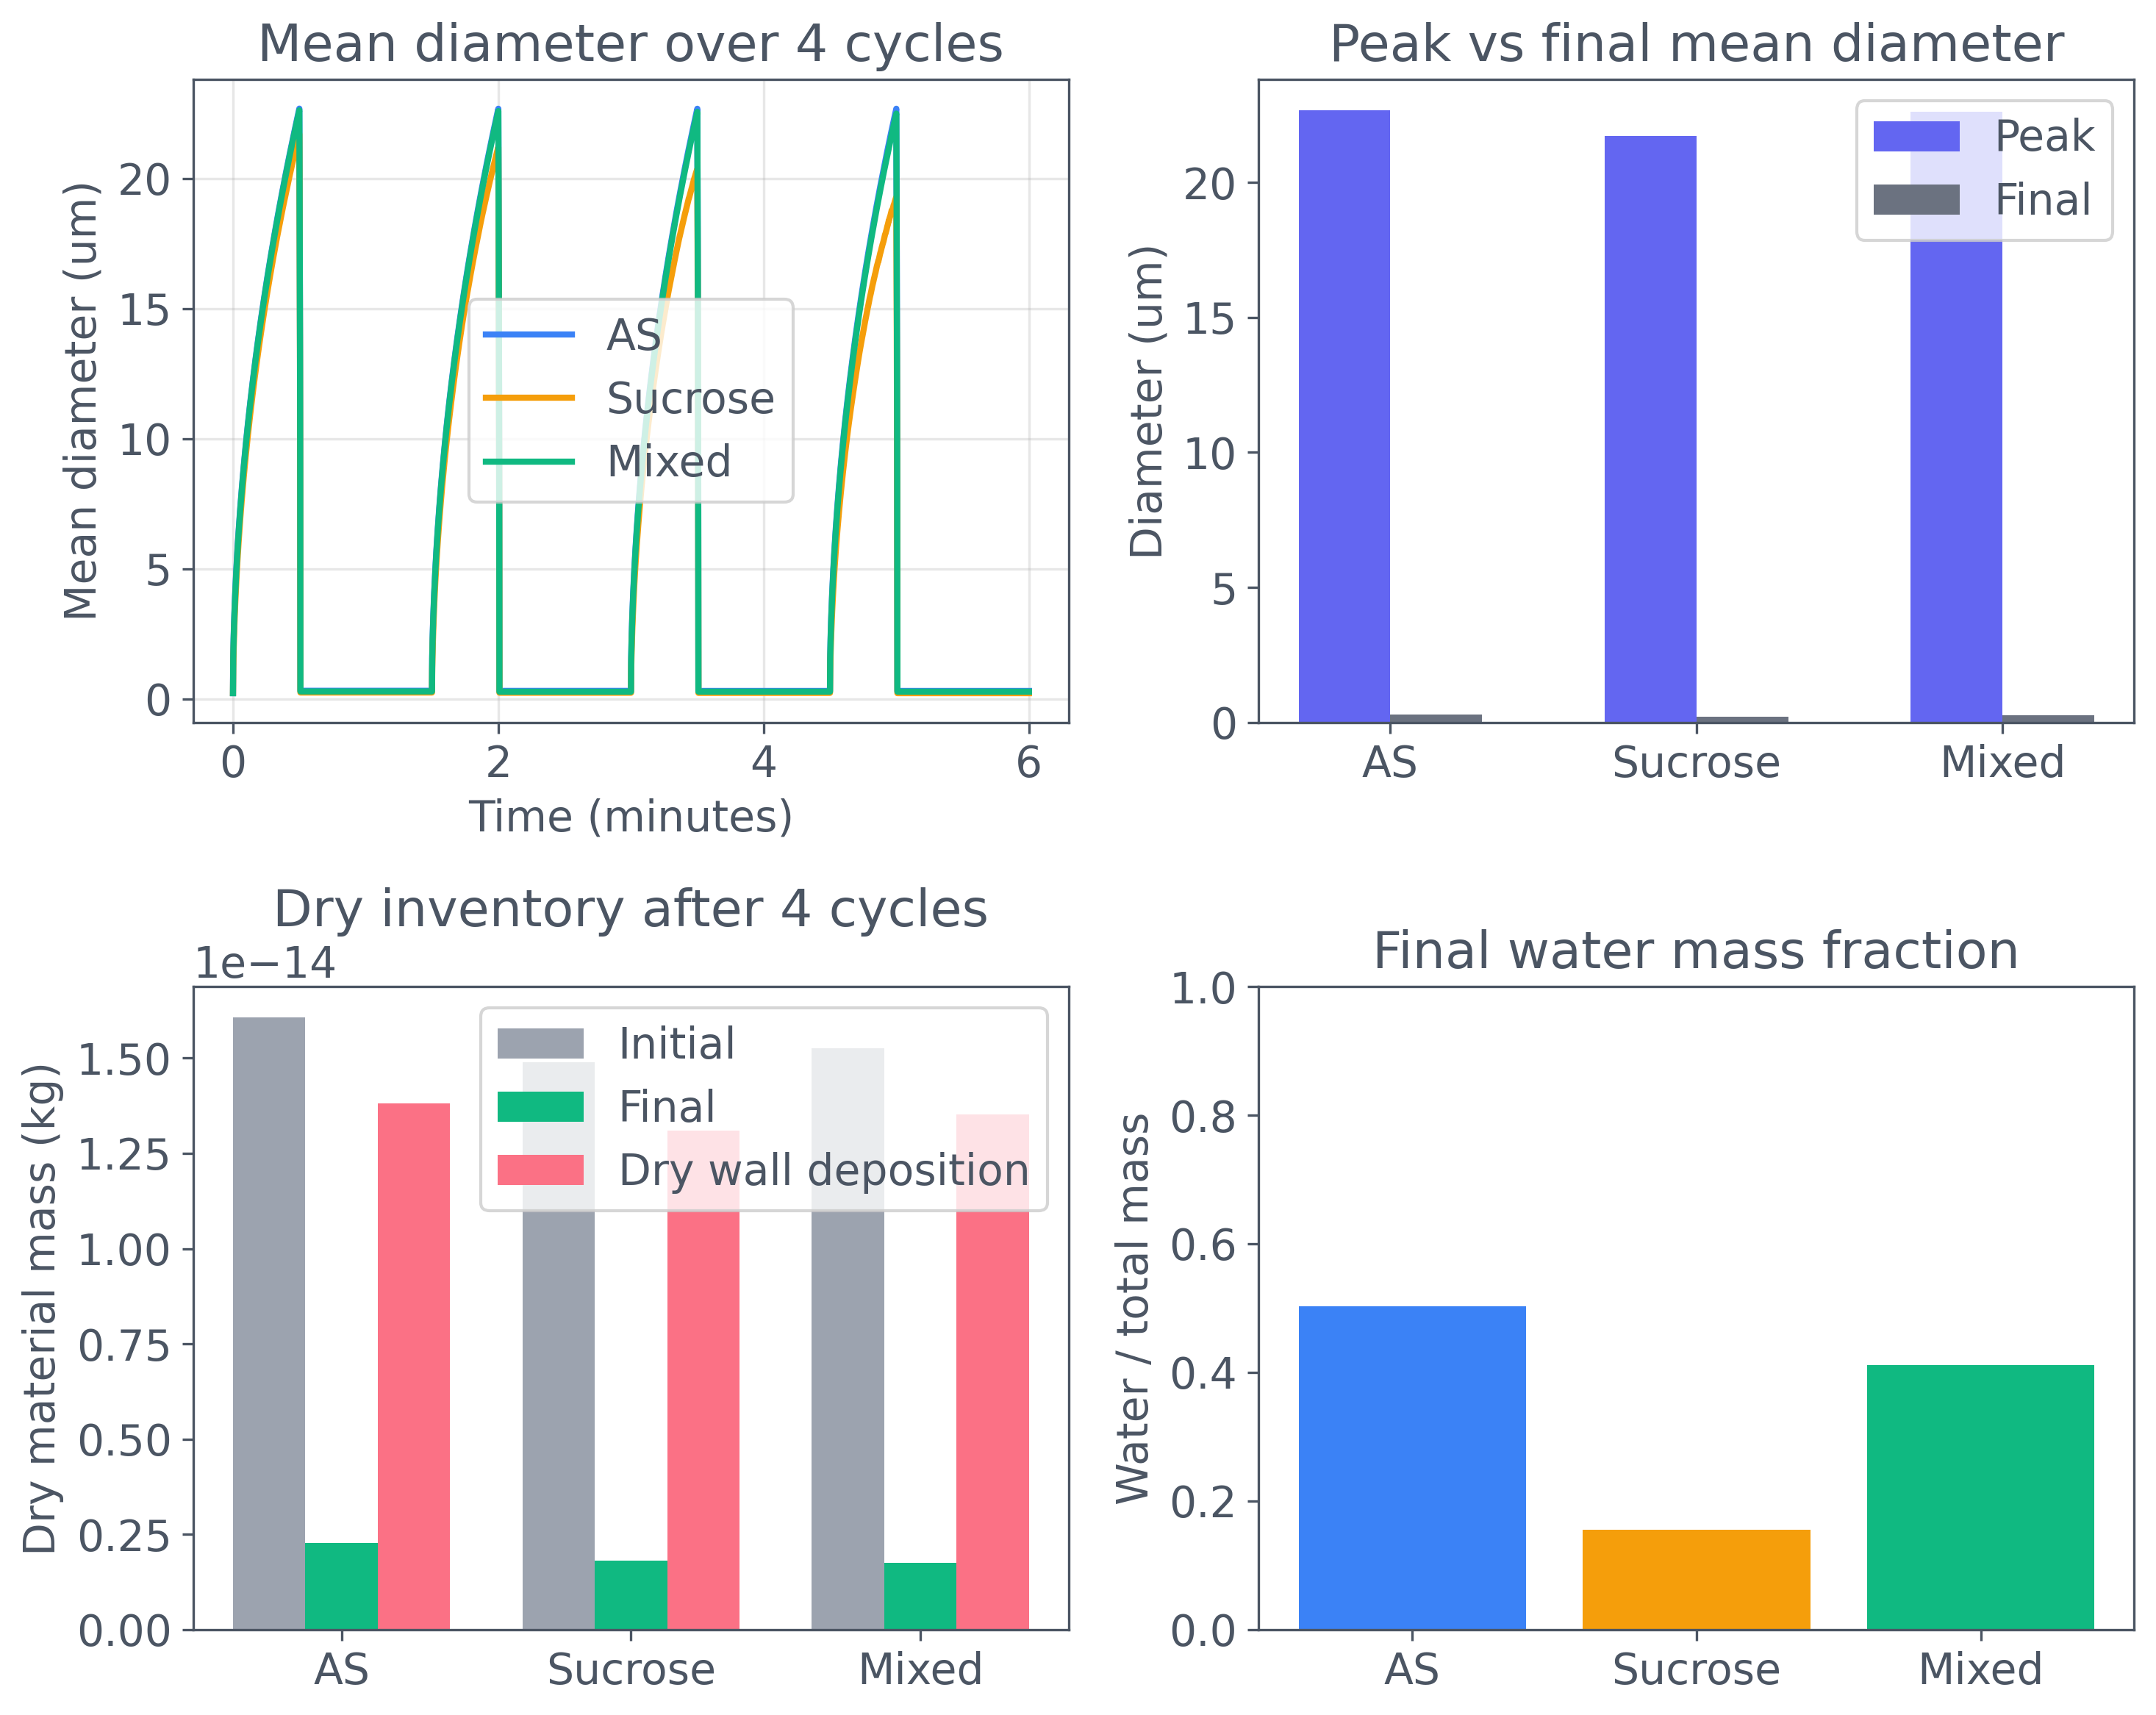 Mean diameter over 4 cycles
Mean diameter (um)
20
15
10
5
0
AS
Sucrose
Mixed
0 2 4 6
Time (minutes)
Peak vs final mean diameter
Diameter (um)
20
15
10
5
0
Peak
Final
AS Sucrose Mixed
Dry inventory after 4 cycles
1e−14
Dry material mass (kg)
1.50
1.25
1.00
0.75
0.50
0.25
0.00
Initial
Final
Dry wall deposition
AS Sucrose Mixed
Final water mass fraction
Water / total mass
1.0
0.8
0.6
0.4
0.2
0.0
AS Sucrose Mixed